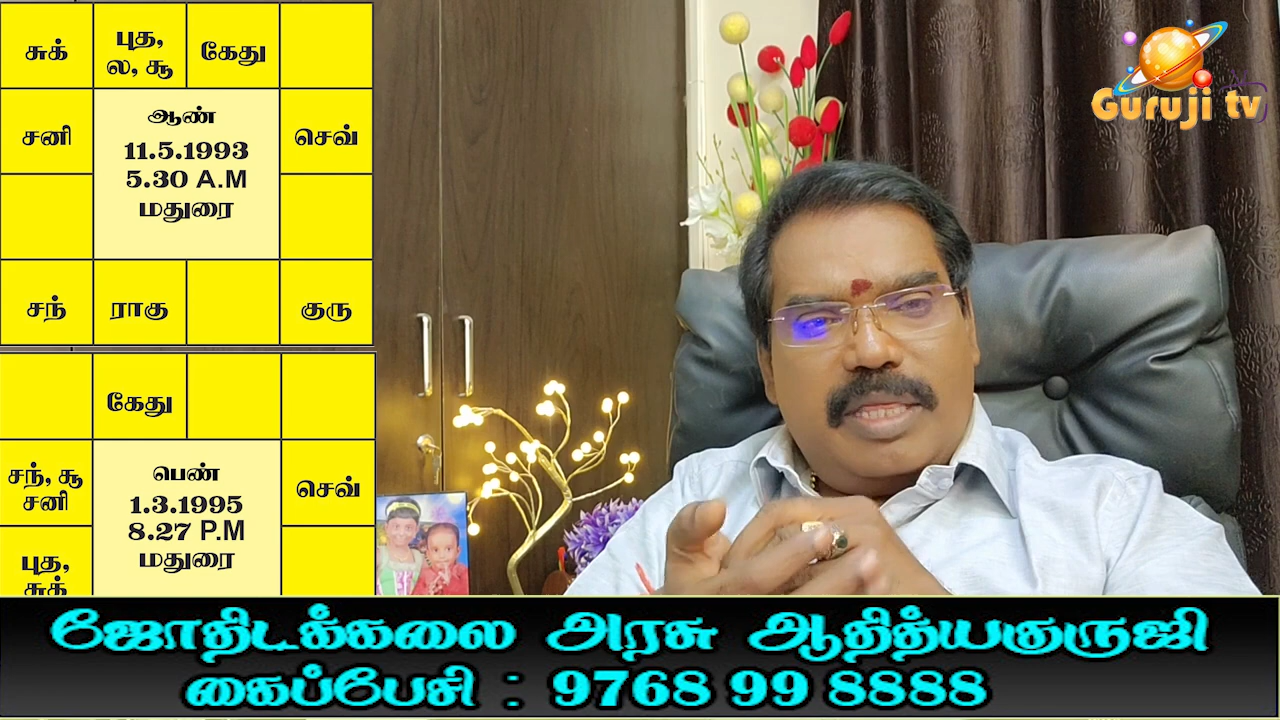 சுக்
புத,
ல, சூ
கேது
சனி
ஆண்
11.5.1993
5.30 A.M
மதுரை
செவ்
சந்
ராகு
குரு
கேது
சந், சூ
சனி
பெண்
1.3.1995
8.27 P.M
மதுரை
செவ்
புத,
சுக்
Guruji tv
ஜோதிடக்கலை அரசு ஆதித்யகுருஜி
கைப்பேசி : 9768 99 8888